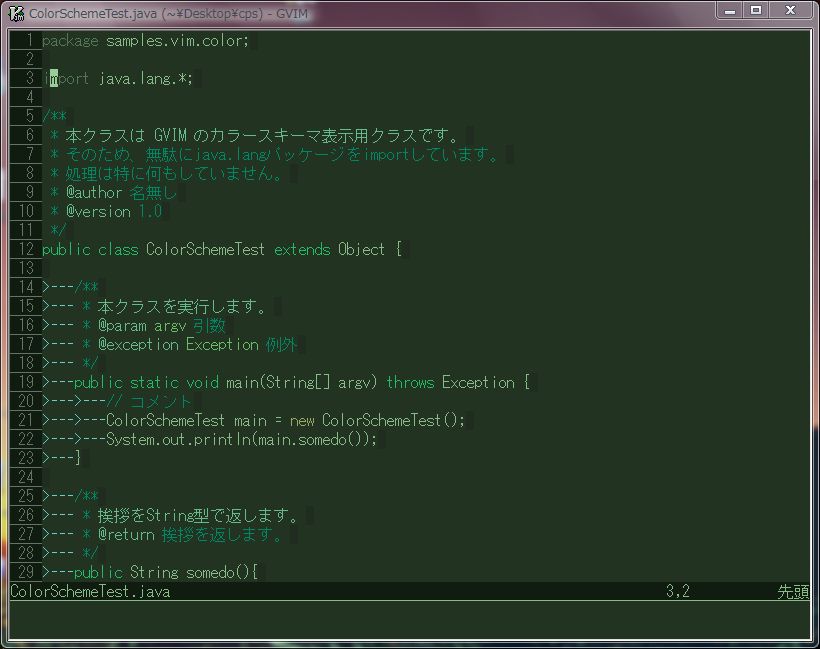 ColorSchemeTest.java (~¥Desktop¥cps) - GVIM
1 package samples.vim.color;
2
3 import java.lang.*;
4
5 /**
6  * 本クラスは GVIM のカラースキーマ表示用クラスです。
7  * そのため、無駄にjava.langパッケージをimportしています。
8  * 処理は特に何もしていません。
9  * @author 名無し
10  * @version 1.0
11  */
12 public class ColorSchemeTest extends Object {
13
14 >---/**
15 >--- * 本クラスを実行します。
16 >--- * @param argv 引数
17 >--- * @exception Exception 例外
18 >--- */
19 >---public static void main(String[] argv) throws Exception {
20 >--->---// コメント
21 >--->---ColorSchemeTest main = new ColorSchemeTest();
22 >--->---System.out.println(main.somedo());
23 >---}
24
25 >---/**
26 >--- * 挨拶をString型で返します。
27 >--- * @return 挨拶を返します。
28 >--- */
29 >---public String somedo(){
ColorSchemeTest.java 3,2 先頭